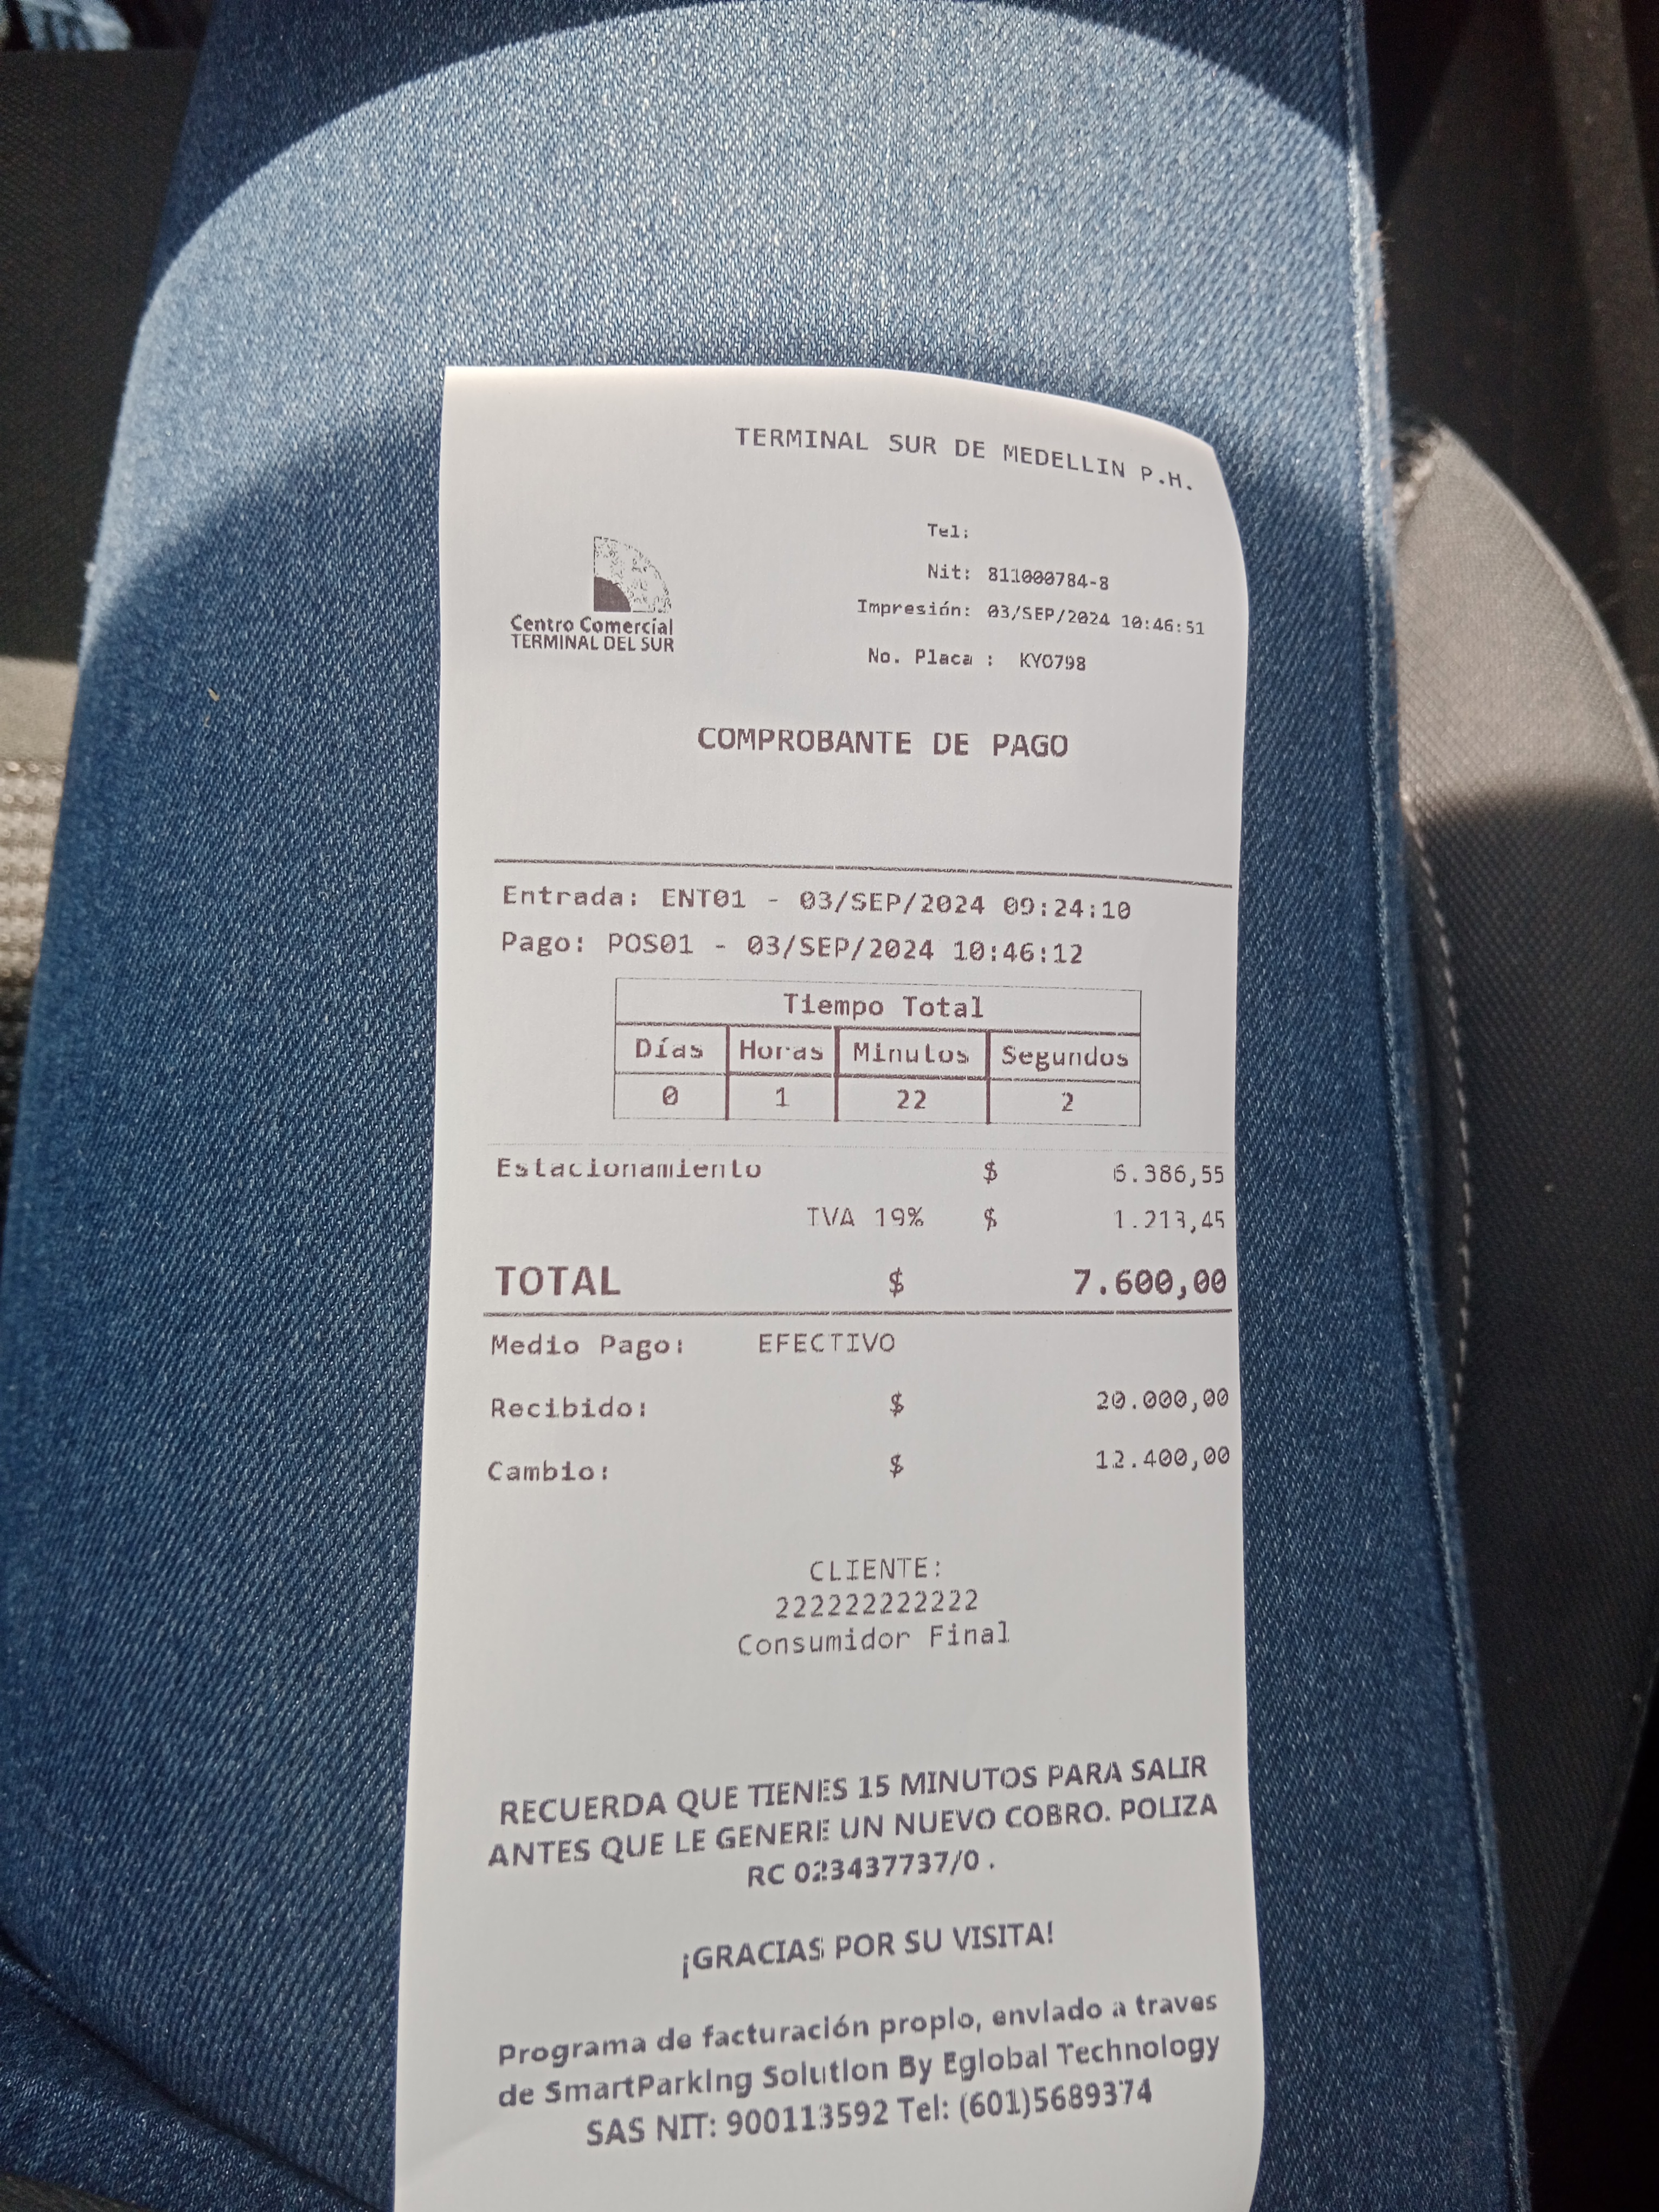 TERMINAL SUR DE MEDELLIN P.H.
Tel:
Nit: 811000784-8
Impresión: 03/SEP/2024 10:46:51
No. Placa : KYO798
Centro Comercial
TERMINAL DEL SUR
COMPROBANTE DE PAGO
Entrada: ENT01 - 03/SEP/2024 09:24:10
Pago: POS01 - 03/SEP/2024 10:46:12
Tiempo Total
Días Horas Minutos Segundos
0 1 22 2
Estacionamiento $ 6.386,55
IVA 19% $ 1.213,45
TOTAL $ 7.600,00
Medio Pago: EFECTIVO
Recibido: $ 20.000,00
Cambio: $ 12.400,00
CLIENTE:
222222222222
Consumidor Final
RECUERDA QUE TIENES 15 MINUTOS PARA SALIR
ANTES QUE LE GENERE UN NUEVO COBRO. POLIZA
RC 023437737/0 .
¡GRACIAS POR SU VISITA!
Programa de facturación propio, enviado a traves
de SmartParking Solution By Eglobal Technology
SAS NIT: 900113592 Tel: (601)5689374